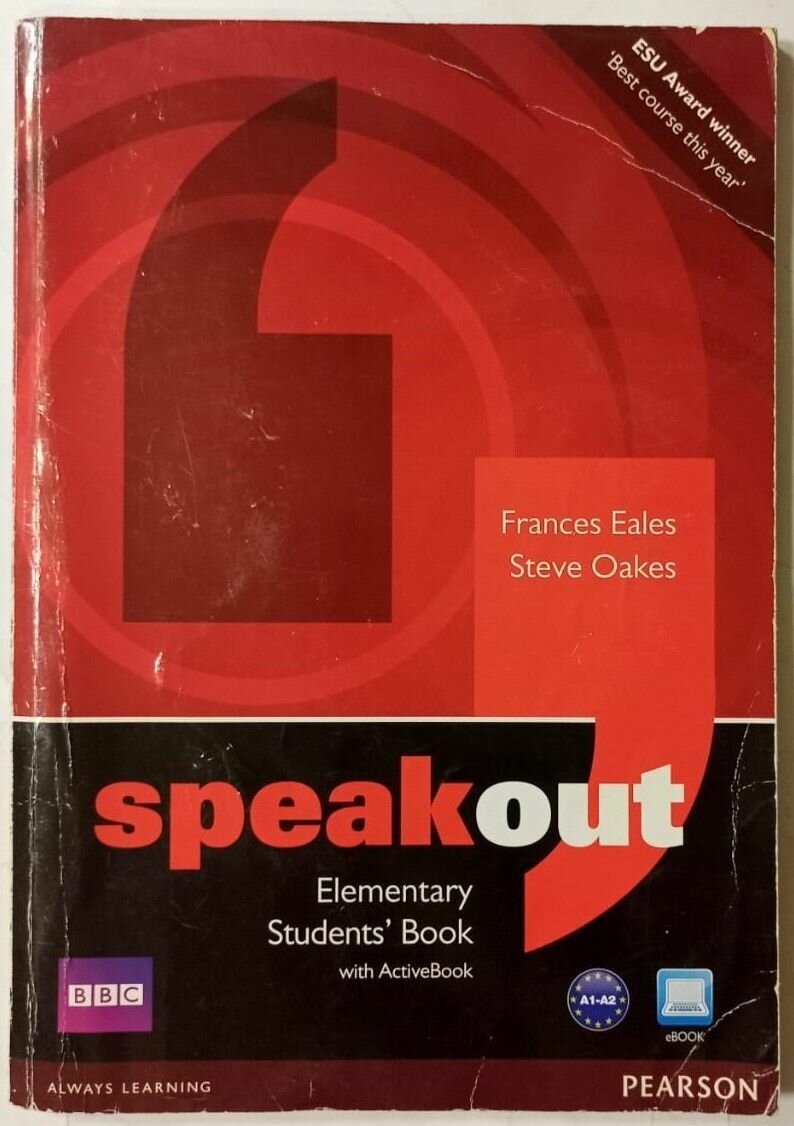 ESU Award winner
'Best course this year'
Frances Eales
Steve Oakes
speakout
Elementary
Students' Book
with ActiveBook
BBC
A1-A2
eBOOK
ALWAYS LEARNING
PEARSON